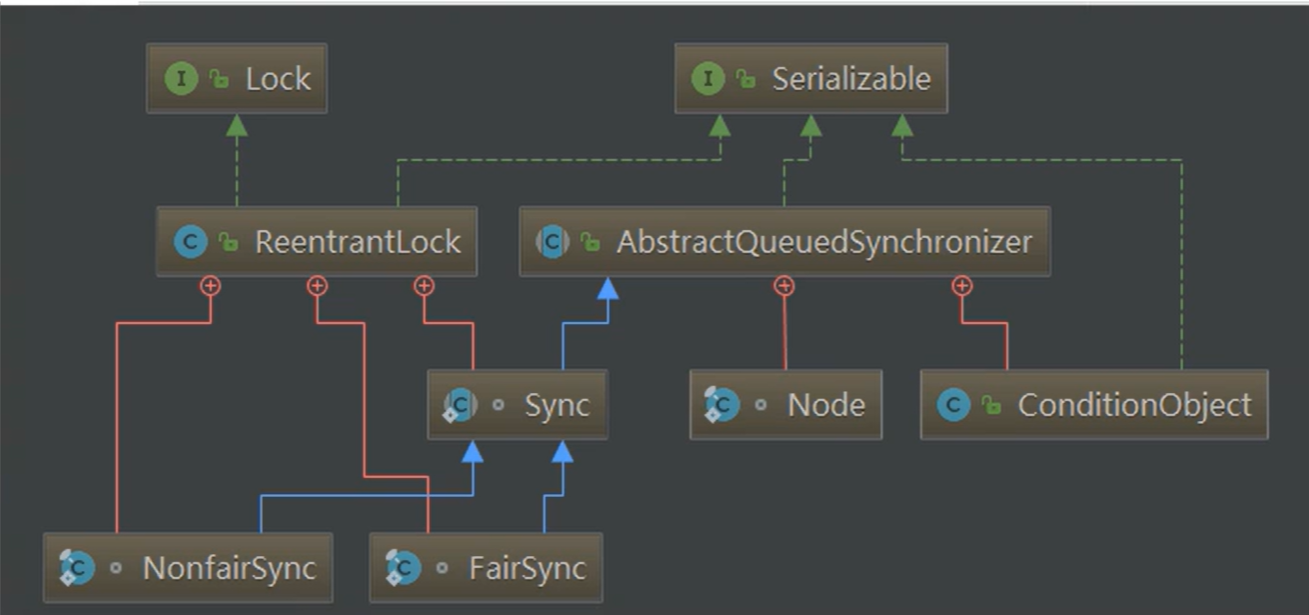 Lock
Serializable
ReentrantLock
AbstractQueuedSynchronizer
Sync
Node
ConditionObject
NonfairSync
FairSync